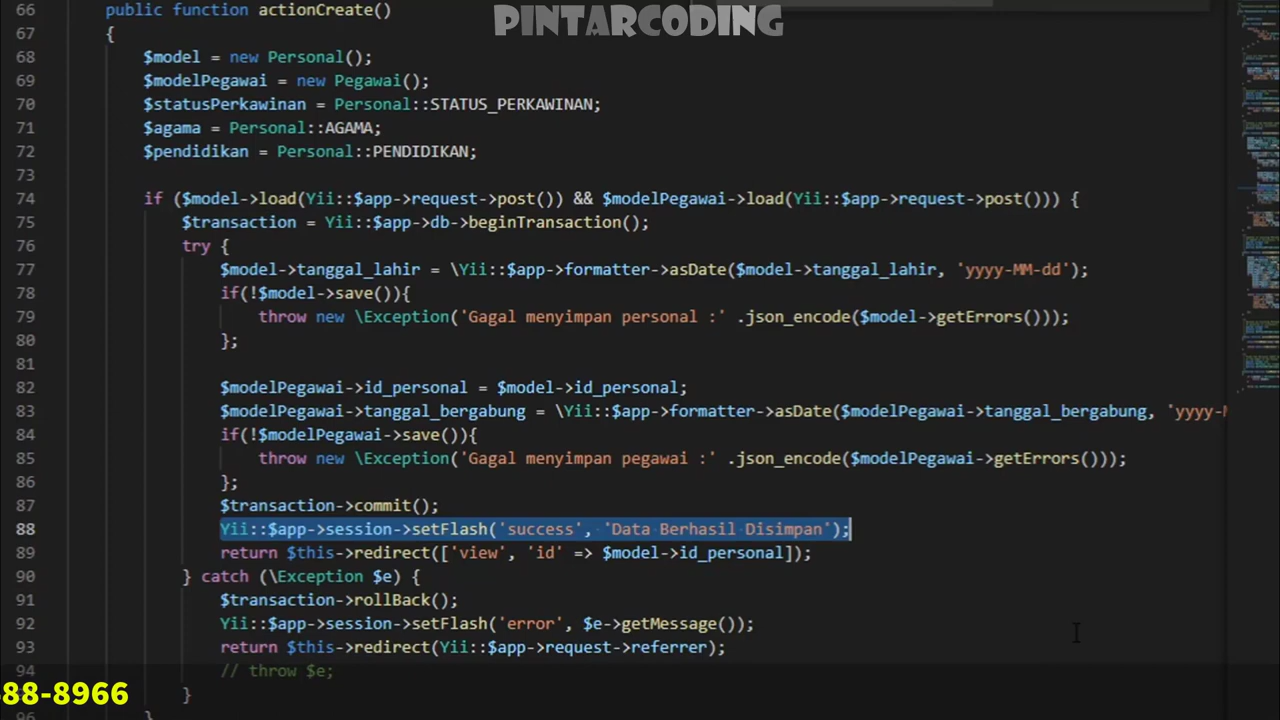 PINTARCODING
66 public function actionCreate()
67 {
68 $model = new Personal();
69 $modelPegawai = new Pegawai();
70 $statusPerkawinan = Personal::STATUS_PERKAWINAN;
71 $agama = Personal::AGAMA;
72 $pendidikan = Personal::PENDIDIKAN;
73
74 if ($model->load(Yii::$app->request->post()) && $modelPegawai->load(Yii::$app->request->post())) {
75 $transaction = Yii::$app->db->beginTransaction();
76 try {
77 $model->tanggal_lahir = \Yii::$app->formatter->asDate($model->tanggal_lahir, 'yyyy-MM-dd');
78 if(!$model->save()){
79 throw new \Exception('Gagal menyimpan personal :' .json_encode($model->getErrors()));
80 };
81
82 $modelPegawai->id_personal = $model->id_personal;
83 $modelPegawai->tanggal_bergabung = \Yii::$app->formatter->asDate($modelPegawai->tanggal_bergabung, 'yyyy-M
84 if(!$modelPegawai->save()){
85 throw new \Exception('Gagal menyimpan pegawai :' .json_encode($modelPegawai->getErrors()));
86 };
87 $transaction->commit();
88 Yii::$app->session->setFlash('success', 'Data Berhasil Disimpan');
89 return $this->redirect(['view', 'id' => $model->id_personal]);
90 } catch (\Exception $e) {
91 $transaction->rollBack();
92 Yii::$app->session->setFlash('error', $e->getMessage());
93 return $this->redirect(Yii::$app->request->referrer);
94 // throw $e;
}
88-8966